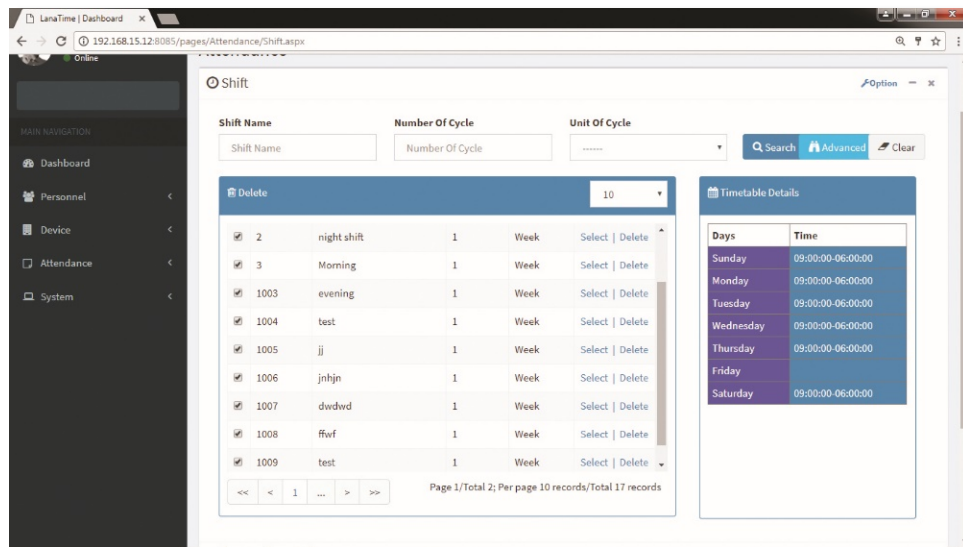 LanaTime | Dashboard
192.168.15.12:8085/pages/Attendance/Shift.aspx
Online
Shift
Option
MAIN NAVIGATION
Dashboard
Personnel
Device
Attendance
System
Shift Name Number Of Cycle Unit Of Cycle
Shift Name Number Of Cycle ------ Search Advanced Clear
Delete 10
2 night shift 1 Week Select | Delete
3 Morning 1 Week Select | Delete
1003 evening 1 Week Select | Delete
1004 test 1 Week Select | Delete
1005 jj 1 Week Select | Delete
1006 jnhjn 1 Week Select | Delete
1007 dwdwd 1 Week Select | Delete
1008 ffwf 1 Week Select | Delete
1009 test 1 Week Select | Delete
<< < 1 ... > >> Page 1/Total 2; Per page 10 records/Total 17 records
Timetable Details
Days Time
Sunday 09:00:00-06:00:00
Monday 09:00:00-06:00:00
Tuesday 09:00:00-06:00:00
Wednesday 09:00:00-06:00:00
Thursday 09:00:00-06:00:00
Friday
Saturday 09:00:00-06:00:00